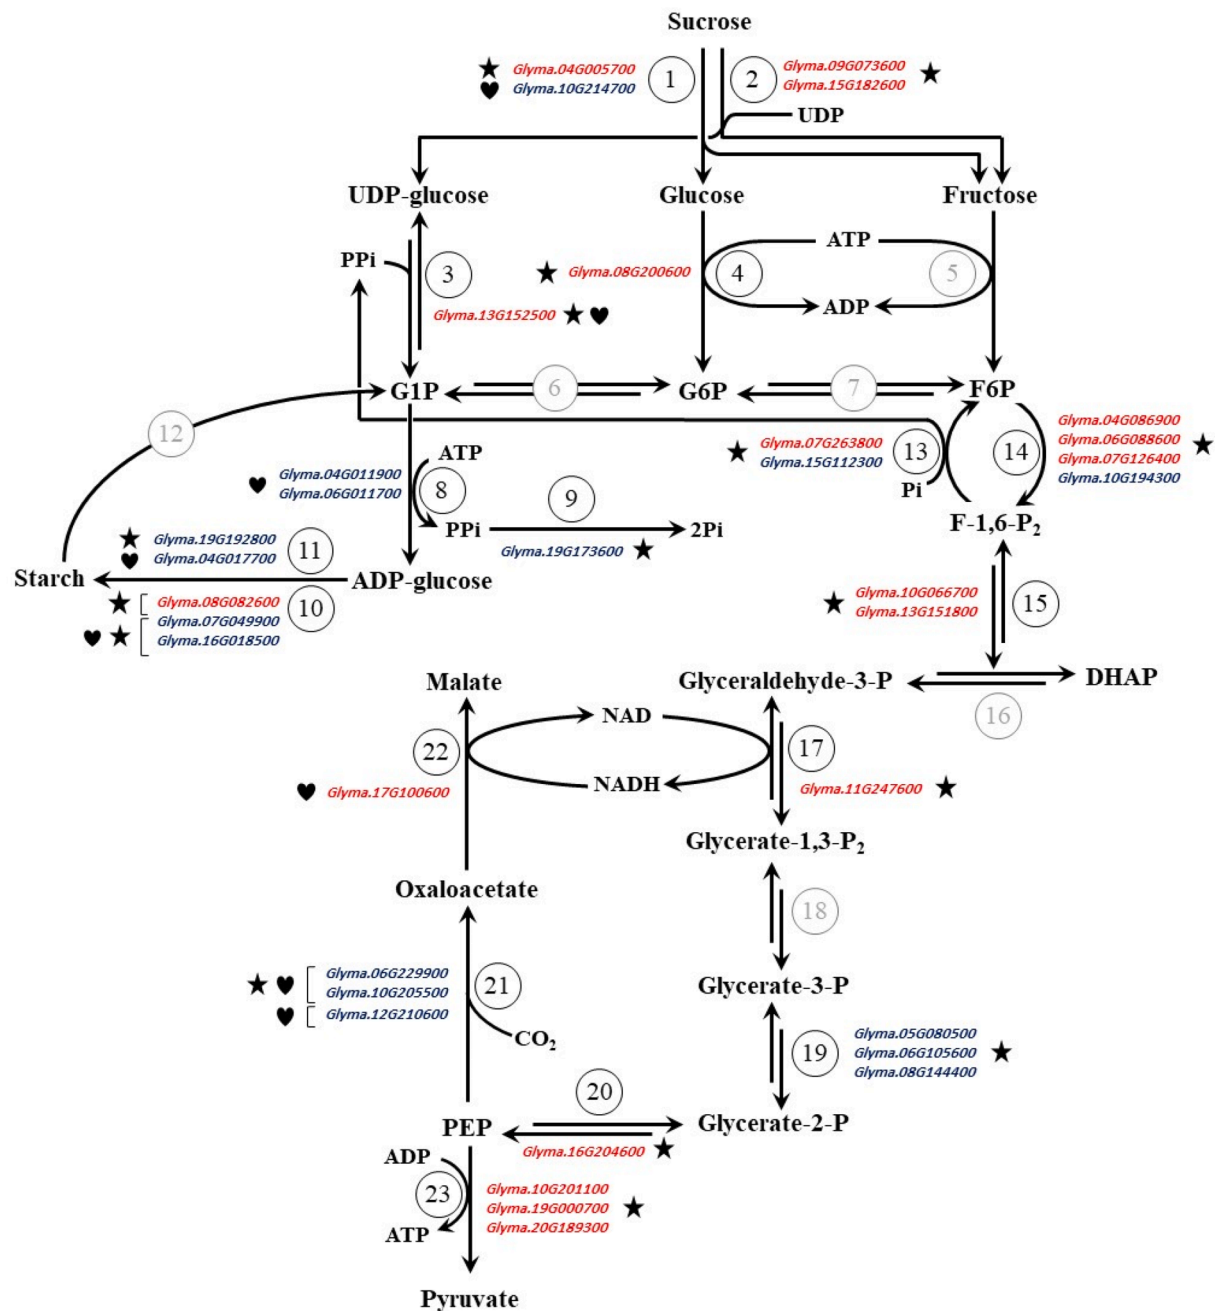 Sucrose
Glyma.04G005700
Glyma.10G214700
1
2
Glyma.09G073600
Glyma.15G182600
UDP
UDP-glucose
Glucose
Fructose
PPi
3
Glyma.13G152500
Glyma.08G200600
4
ATP
ADP
5
G1P
6
G6P
7
F6P
12
Glyma.04G011900
Glyma.06G011700
ATP
8
PPi
9
Glyma.19G173600
2Pi
Glyma.07G263800
Glyma.15G112300
13
Pi
14
Glyma.04G086900
Glyma.06G088600
Glyma.07G126400
Glyma.10G194300
F-1,6-P₂
Glyma.19G192800
Glyma.04G017700
11
Starch
ADP-glucose
Glyma.08G082600
Glyma.07G049900
Glyma.16G018500
10
Glyma.10G066700
Glyma.13G151800
15
Malate
Glyceraldehyde-3-P
DHAP
16
NAD
22
17
NADH
Glyma.17G100600
Glyma.11G247600
Glycerate-1,3-P₂
Oxaloacetate
18
Glyma.06G229900
Glyma.10G205500
Glyma.12G210600
21
CO₂
Glycerate-3-P
19
Glyma.05G080500
Glyma.06G105600
Glyma.08G144400
20
PEP
Glycerate-2-P
Glyma.16G204600
ADP
23
ATP
Glyma.10G201100
Glyma.19G000700
Glyma.20G189300
Pyruvate